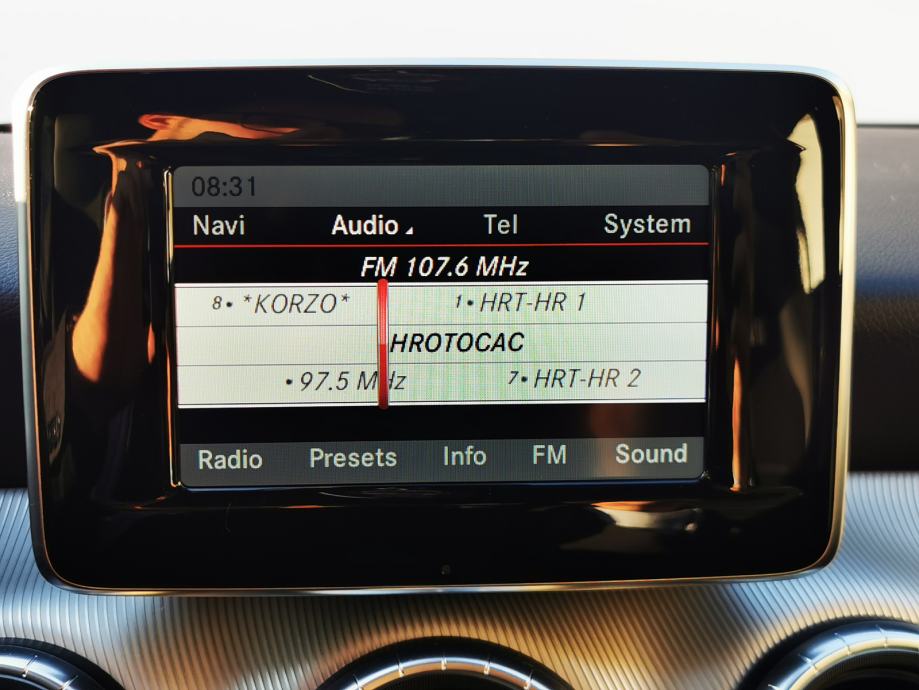 08:31
Navi Audio Tel System
FM 107.6 MHz
8• *KORZO* 1• HRT-HR 1
HROTOCAC
• 97.5 MHz 7• HRT-HR 2
Radio Presets Info FM Sound